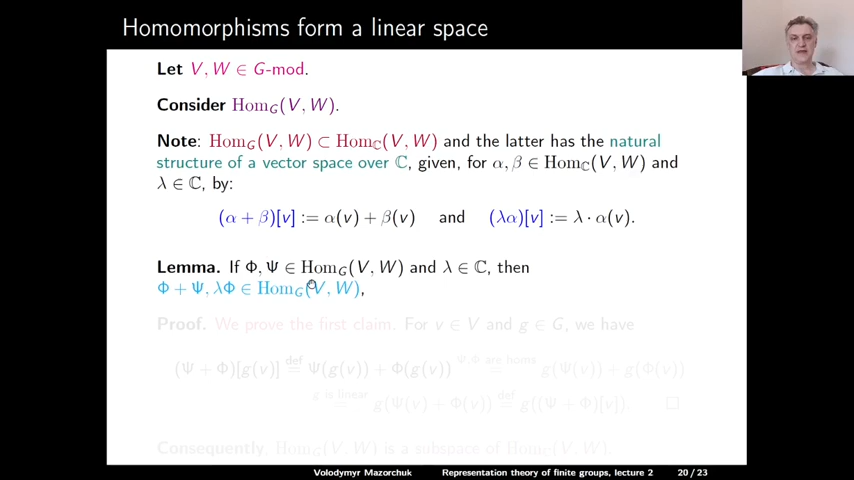 Homomorphisms form a linear space
Let V, W ∈ G-mod.
Consider Hom_G(V, W).
Note: Hom_G(V, W) ⊂ Hom_ℂ(V, W) and the latter has the natural
structure of a vector space over ℂ, given, for α, β ∈ Hom_ℂ(V, W) and
λ ∈ ℂ, by:
(α + β)[v] := α(v) + β(v) and (λα)[v] := λ · α(v).
Lemma. If Φ, Ψ ∈ Hom_G(V, W) and λ ∈ ℂ, then
Φ + Ψ, λΦ ∈ Hom_G(V, W),
Proof. We prove the first claim. For v ∈ V and g ∈ G, we have
(Ψ + Φ)[g(v)] def= Ψ(g(v)) + Φ(g(v)) Ψ,Φ are homs= g(Ψ(v)) + g(Φ(v))
g is linear= g(Ψ(v) + Φ(v)) def= g((Ψ + Φ)[v]). □
Consequently, Hom_G(V, W) is a subspace of Hom_ℂ(V, W).
Volodymyr Mazorchuk Representation theory of finite groups, lecture 2 20 / 23